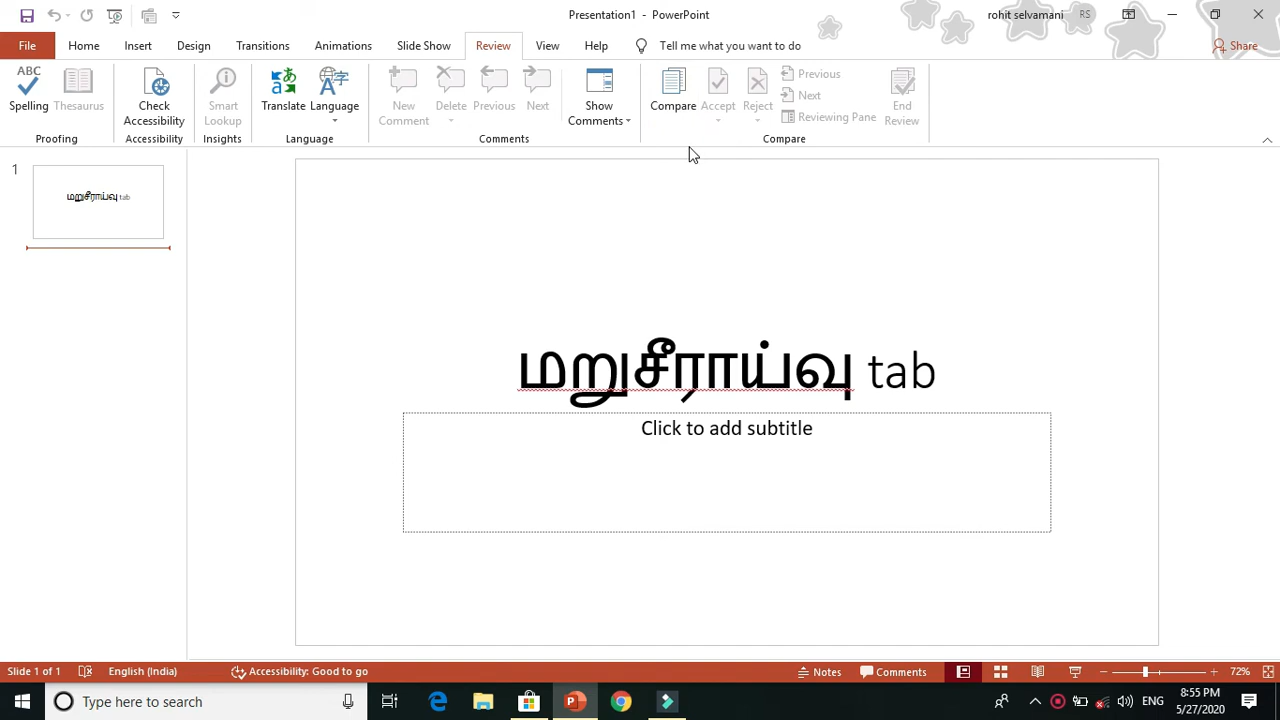 Presentation1 - PowerPoint
rohit selvamani
RS
File
Home
Insert
Design
Transitions
Animations
Slide Show
Review
View
Help
Tell me what you want to do
Share
ABC
Spelling
Thesaurus
Proofing
Check Accessibility
Accessibility
Smart Lookup
Insights
Translate
Language
Language
New Comment
Delete
Previous
Next
Show Comments
Comments
Compare
Accept
Reject
Previous
Next
Reviewing Pane
End Review
Compare
1
மறுசீராய்வு tab
மறுசீராய்வு tab
Click to add subtitle
Slide 1 of 1
English (India)
Accessibility: Good to go
Notes
Comments
72%
Type here to search
ENG
8:55 PM
5/27/2020